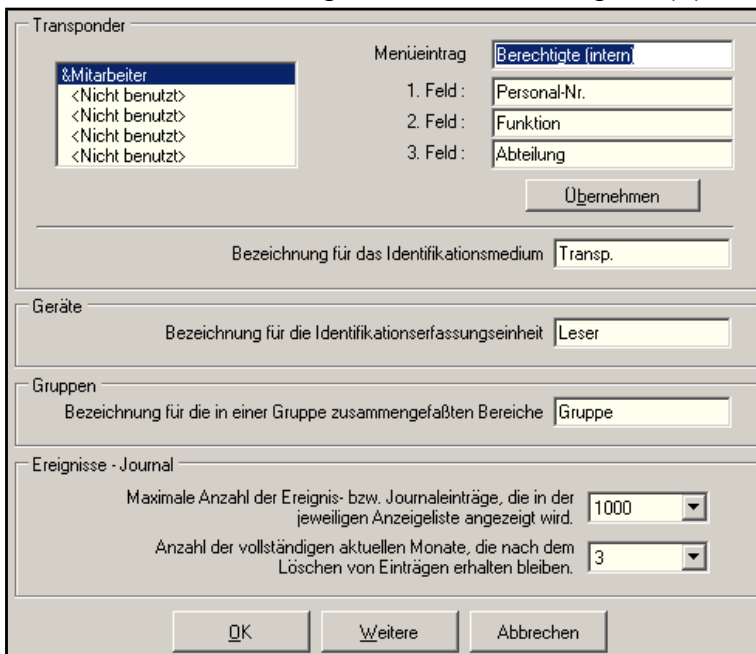 Transponder
&Mitarbeiter
<Nicht benutzt>
<Nicht benutzt>
<Nicht benutzt>
<Nicht benutzt>
Menüeintrag Berechtigte (intern)
1. Feld : Personal-Nr.
2. Feld : Funktion
3. Feld : Abteilung
Übernehmen
Bezeichnung für das Identifikationsmedium Transp.
Geräte
Bezeichnung für die Identifikationserfassungseinheit Leser
Gruppen
Bezeichnung für die in einer Gruppe zusammengefaßten Bereiche Gruppe
Ereignisse - Journal
Maximale Anzahl der Ereignis- bzw. Journaleinträge, die in der
jeweiligen Anzeigeliste angezeigt wird. 1000
Anzahl der vollständigen aktuellen Monate, die nach dem
Löschen von Einträgen erhalten bleiben. 3
OK Weitere Abbrechen